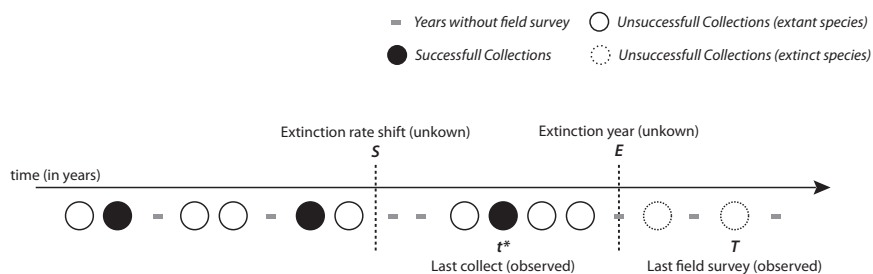 Years without field survey
Unsuccessfull Collections (extant species)
Successfull Collections
Unsuccessfull Collections (extinct species)
Extinction rate shift (unkown)
Extinction year (unkown)
S
E
time (in years)
t*
T
Last collect (observed)
Last field survey (observed)